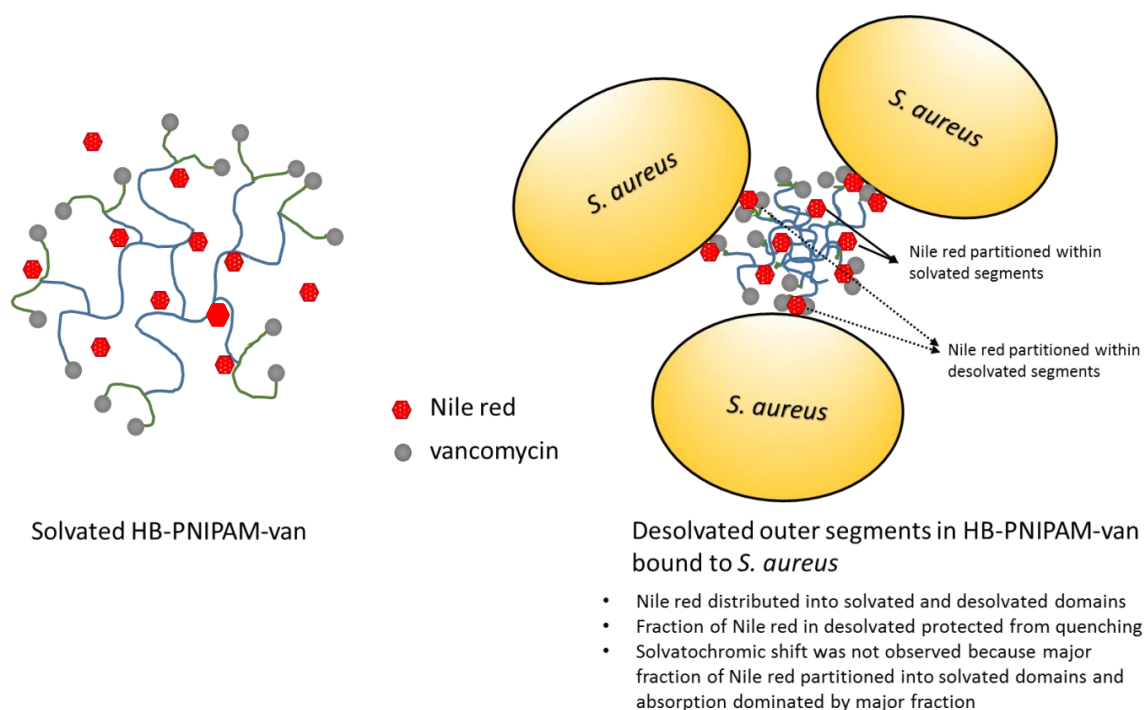 S. aureus
S. aureus
Nile red partitioned within
solvated segments
Nile red partitioned within
desolvated segments
S. aureus
Nile red
vancomycin
Solvated HB-PNIPAM-van
Desolvated outer segments in HB-PNIPAM-van
bound to S. aureus
• Nile red distributed into solvated and desolvated domains
• Fraction of Nile red in desolvated protected from quenching
• Solvatochromic shift was not observed because major
fraction of Nile red partitioned into solvated domains and
absorption dominated by major fraction